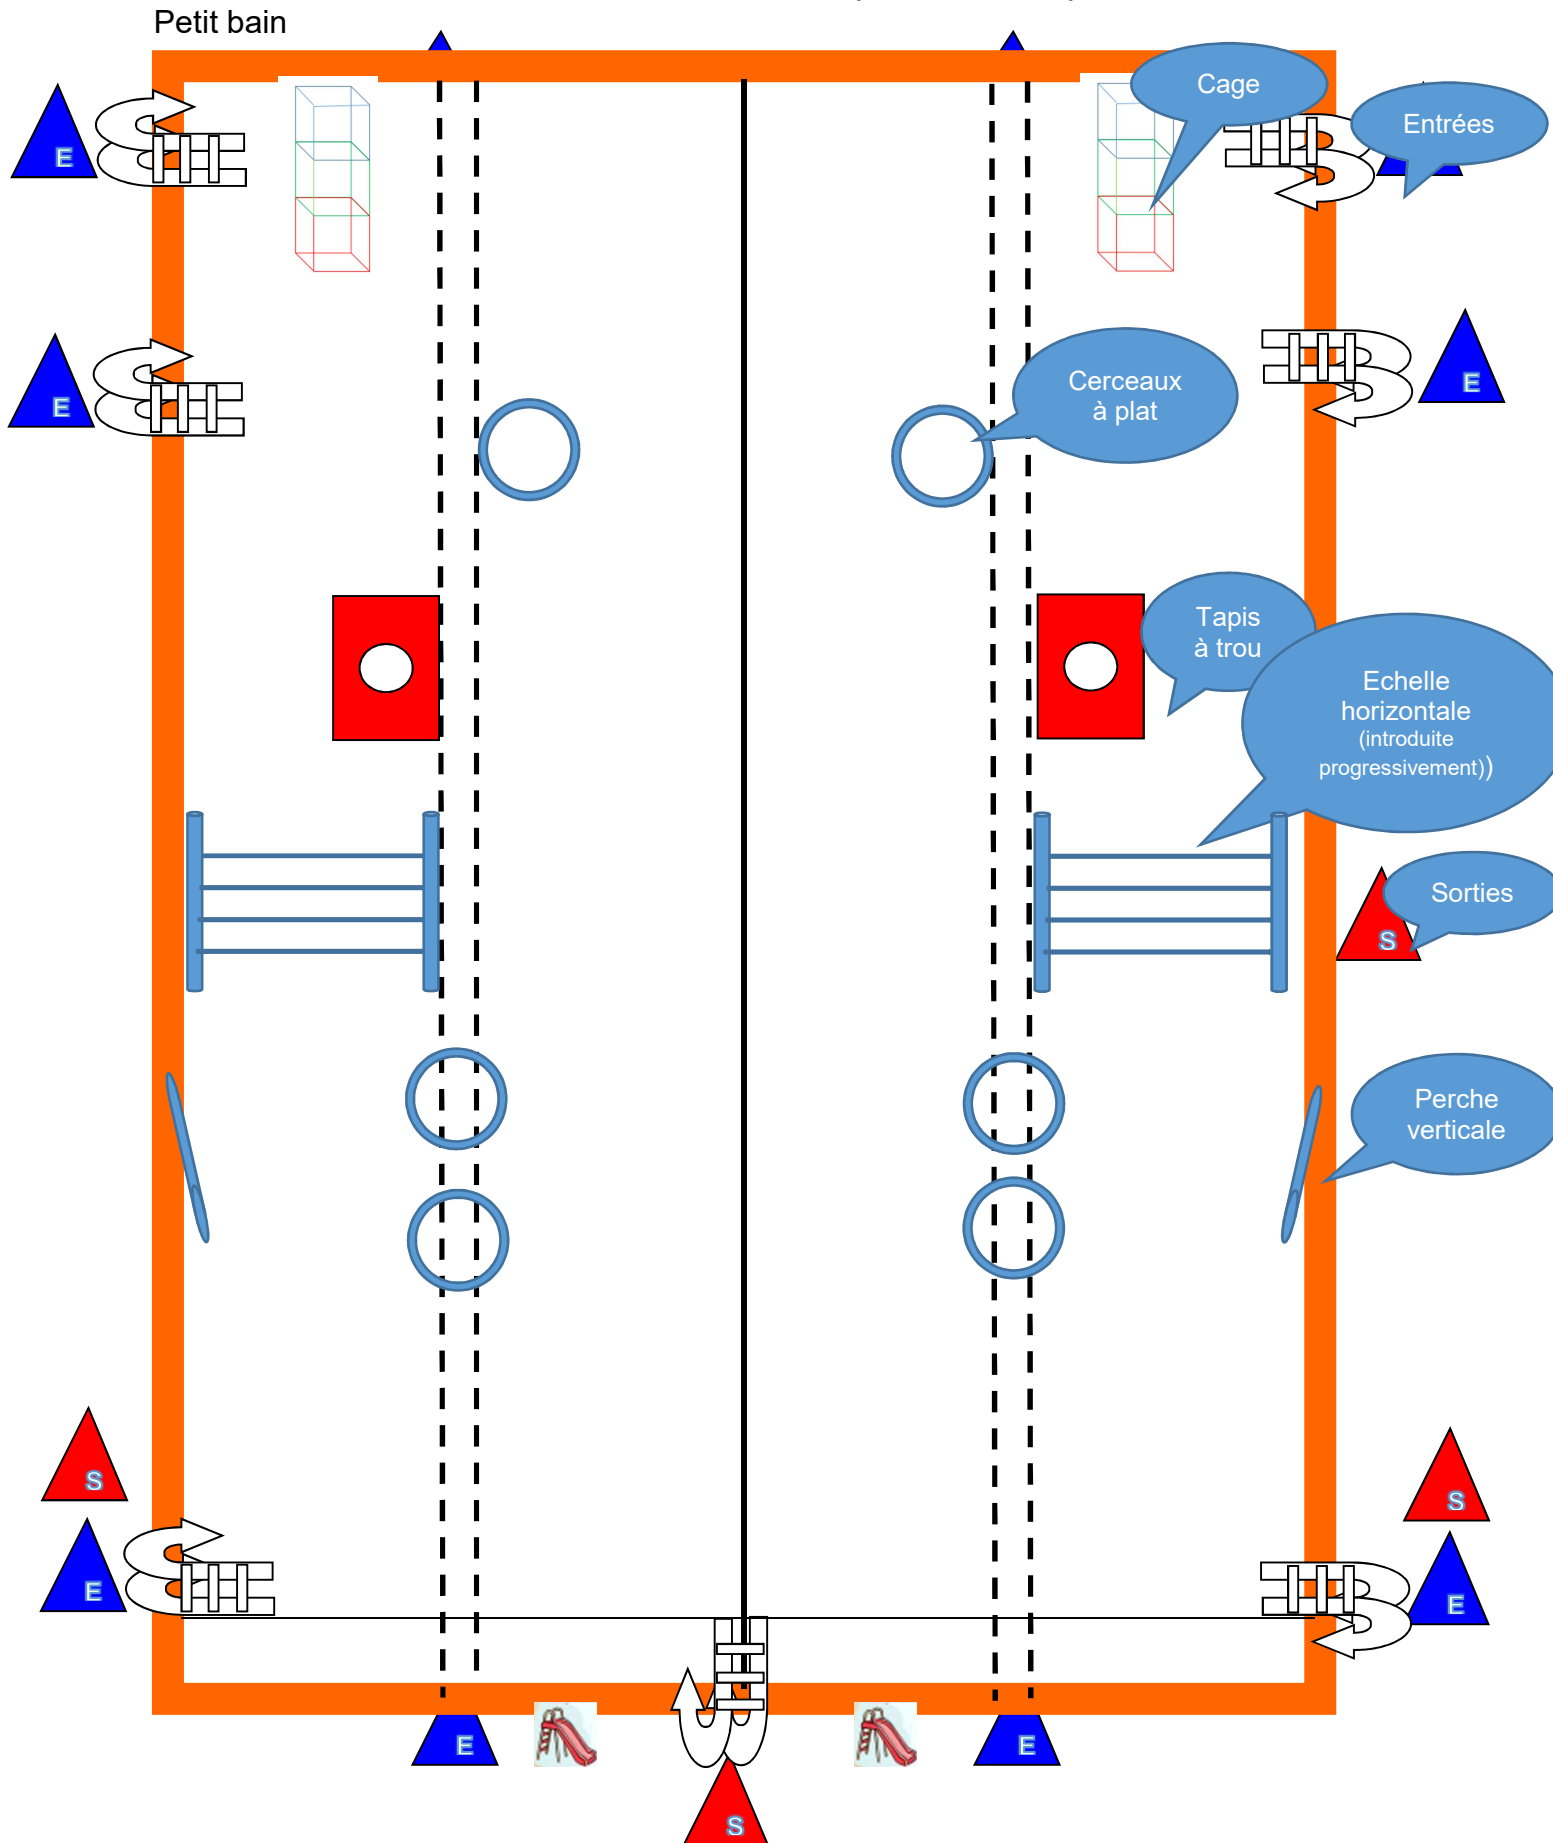 Petit bain
Cage
Entrées
E
E
E
Cerceaux
à plat
Tapis
à trou
Echelle
horizontale
(introduite
progressivement))
Sorties
S
Perche
verticale
S
S
E
E
E
E
S